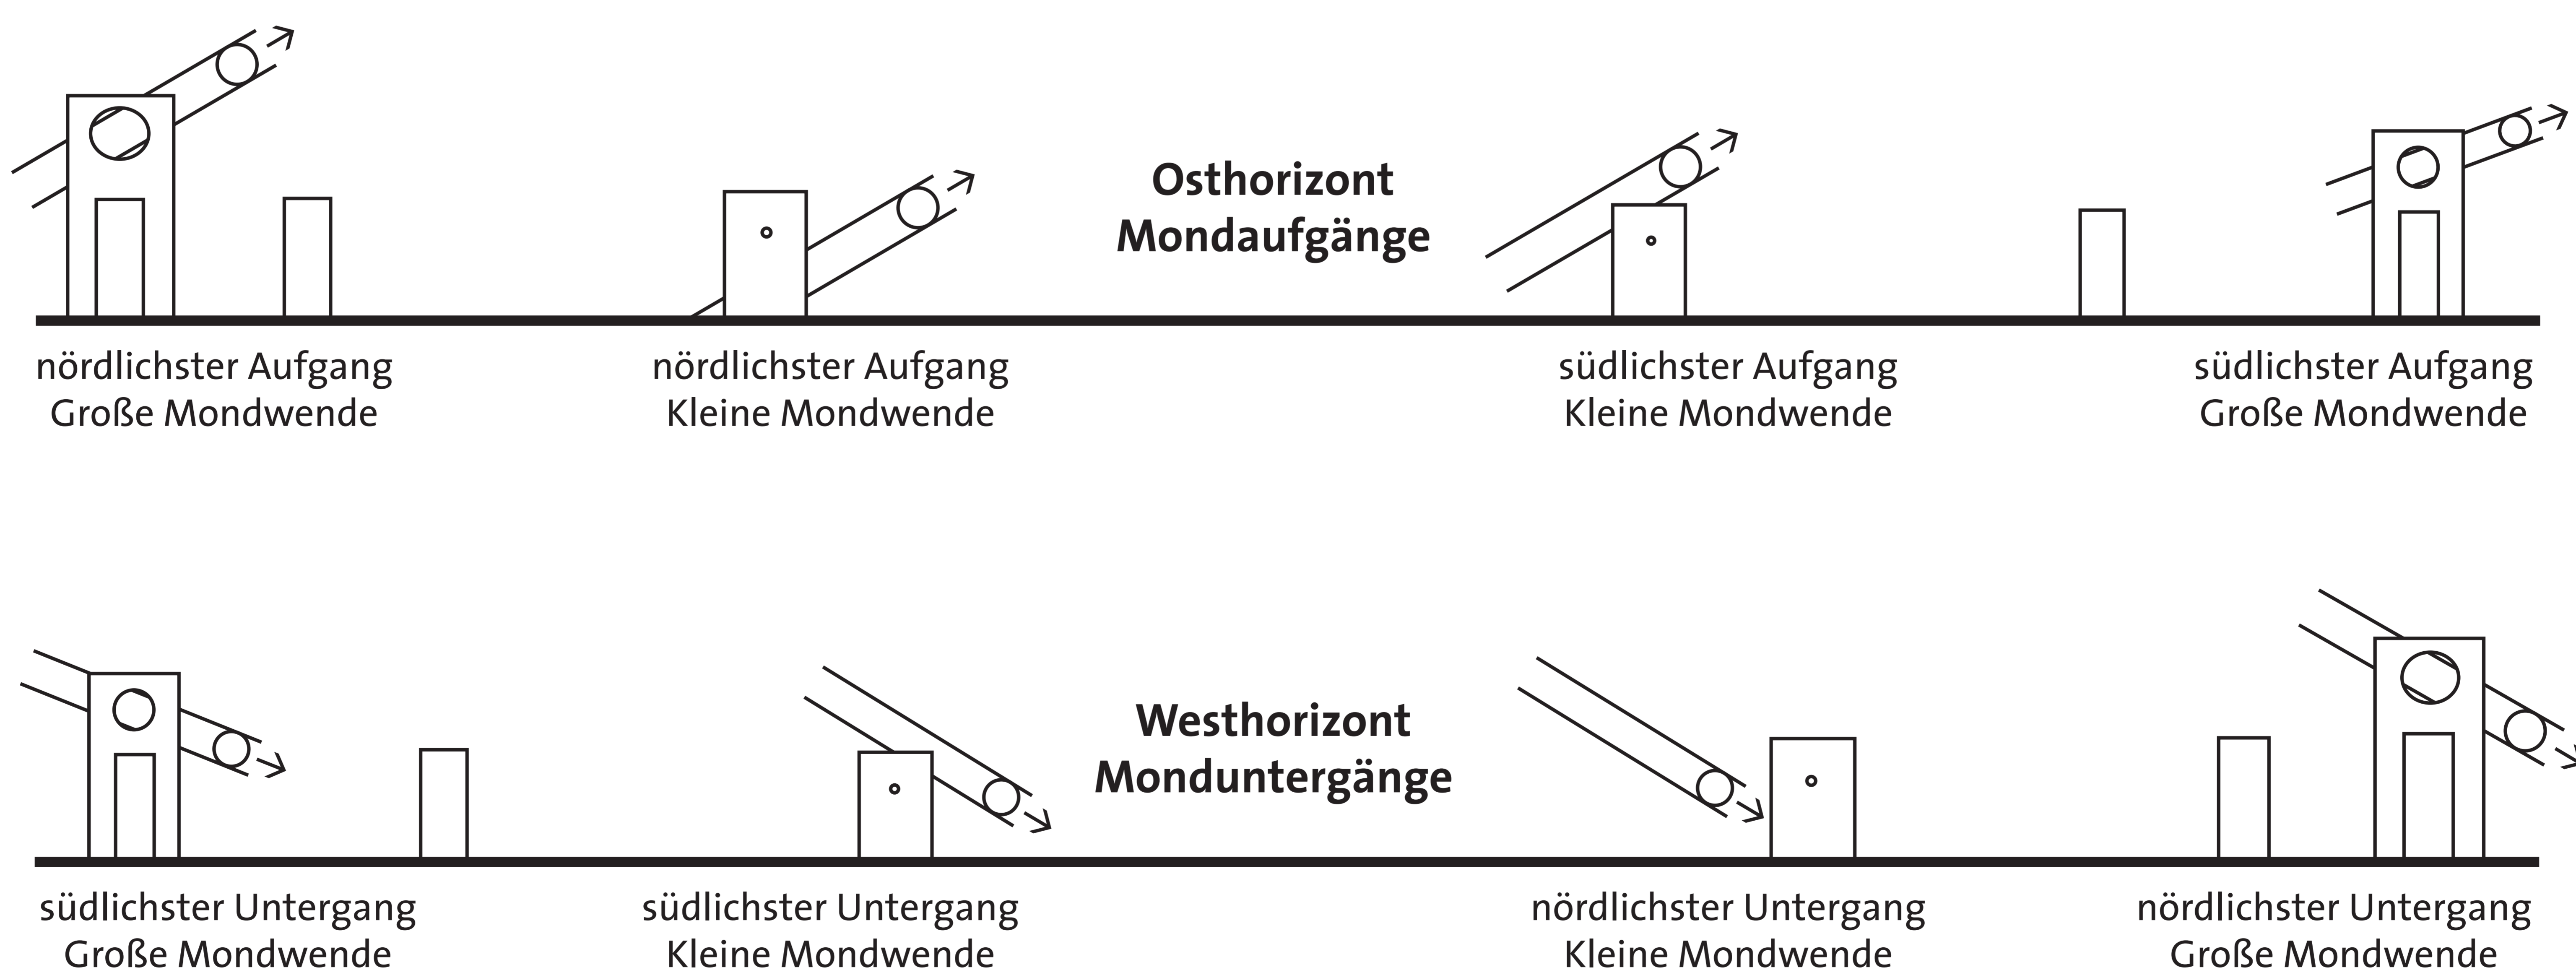 Osthorizont
Mondaufgänge
nördlichster Aufgang
Große Mondwende
nördlichster Aufgang
Kleine Mondwende
südlichster Aufgang
Kleine Mondwende
südlichster Aufgang
Große Mondwende
Westhorizont
Monduntergänge
südlichster Untergang
Große Mondwende
südlichster Untergang
Kleine Mondwende
nördlichster Untergang
Kleine Mondwende
nördlichster Untergang
Große Mondwende